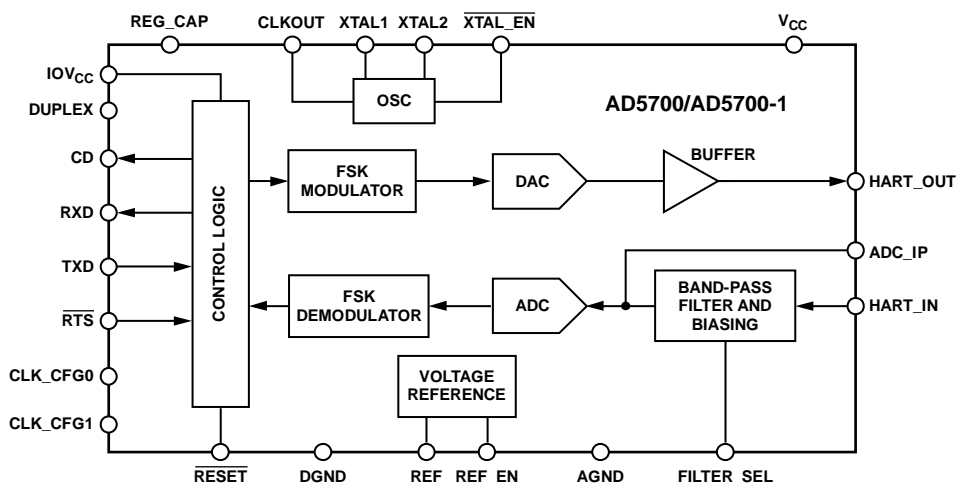 REG_CAP
CLKOUT
XTAL1
XTAL2
XTAL_EN
VCC
IOVCC
DUPLEX
CD
RXD
TXD
RTS
CLK_CFG0
CLK_CFG1
OSC
AD5700/AD5700-1
CONTROL LOGIC
FSK
MODULATOR
DAC
BUFFER
HART_OUT
ADC_IP
HART_IN
FSK
DEMODULATOR
ADC
BAND-PASS
FILTER AND
BIASING
VOLTAGE
REFERENCE
RESET
DGND
REF
REF_EN
AGND
FILTER_SEL